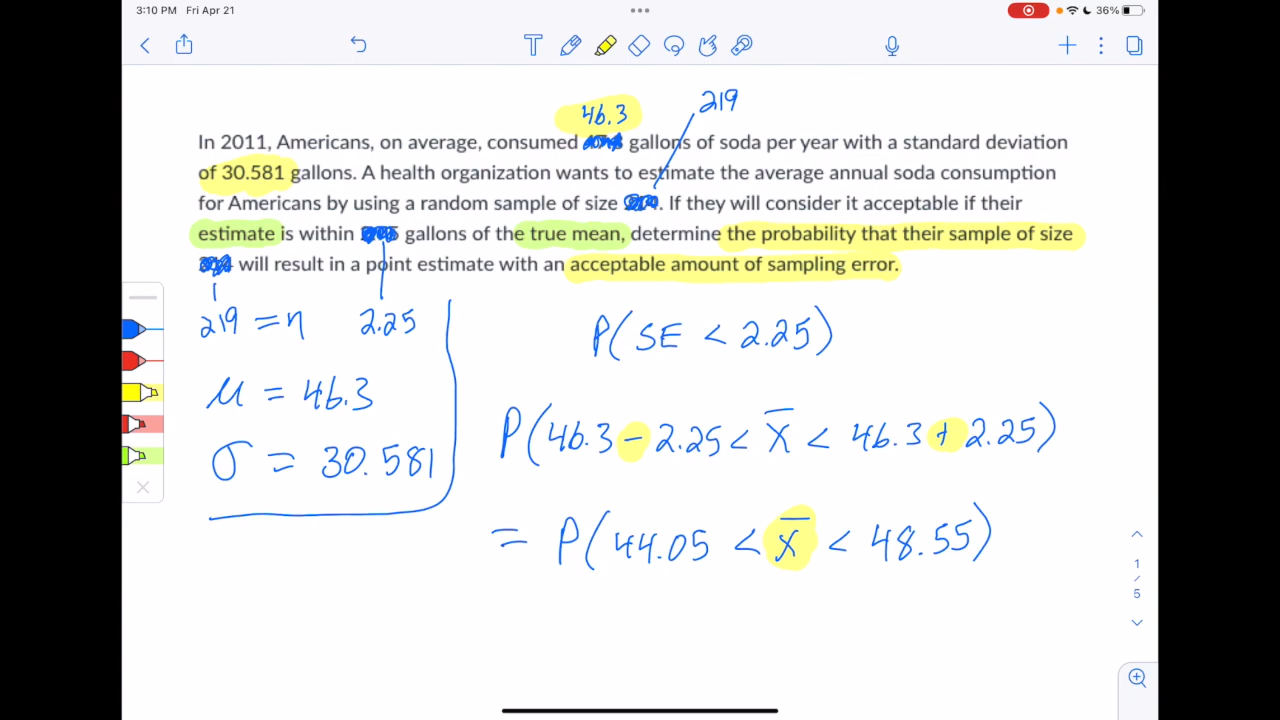 3:10 PM Fri Apr 21
36%
T
46.3
219
In 2011, Americans, on average, consumed gallons of soda per year with a standard deviation
of 30.581 gallons. A health organization wants to estimate the average annual soda consumption
for Americans by using a random sample of size . If they will consider it acceptable if their
estimate is within gallons of the true mean, determine the probability that their sample of size
will result in a point estimate with an acceptable amount of sampling error.
219 = n 2.25
μ = 46.3
σ = 30.581
P(SE < 2.25)
P(46.3 - 2.25 < x̄ < 46.3 + 2.25)
= P(44.05 < x̄ < 48.55)
1
/
5